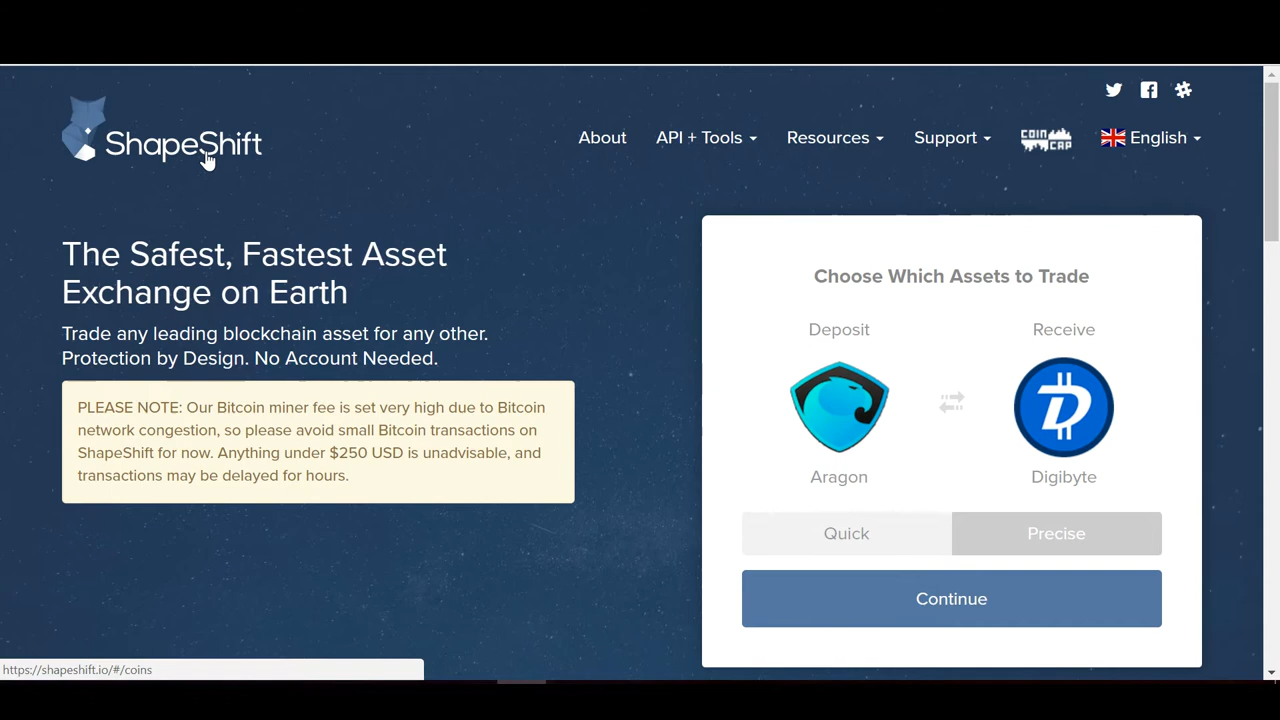 ShapeShift
About
API + Tools
Resources
Support
COIN CAP
English
The Safest, Fastest Asset
Exchange on Earth
Trade any leading blockchain asset for any other.
Protection by Design. No Account Needed.
PLEASE NOTE: Our Bitcoin miner fee is set very high due to Bitcoin
network congestion, so please avoid small Bitcoin transactions on
ShapeShift for now. Anything under $250 USD is unadvisable, and
transactions may be delayed for hours.
Choose Which Assets to Trade
Deposit
Receive
Aragon
Digibyte
Quick
Precise
Continue
https://shapeshift.io/#/coins